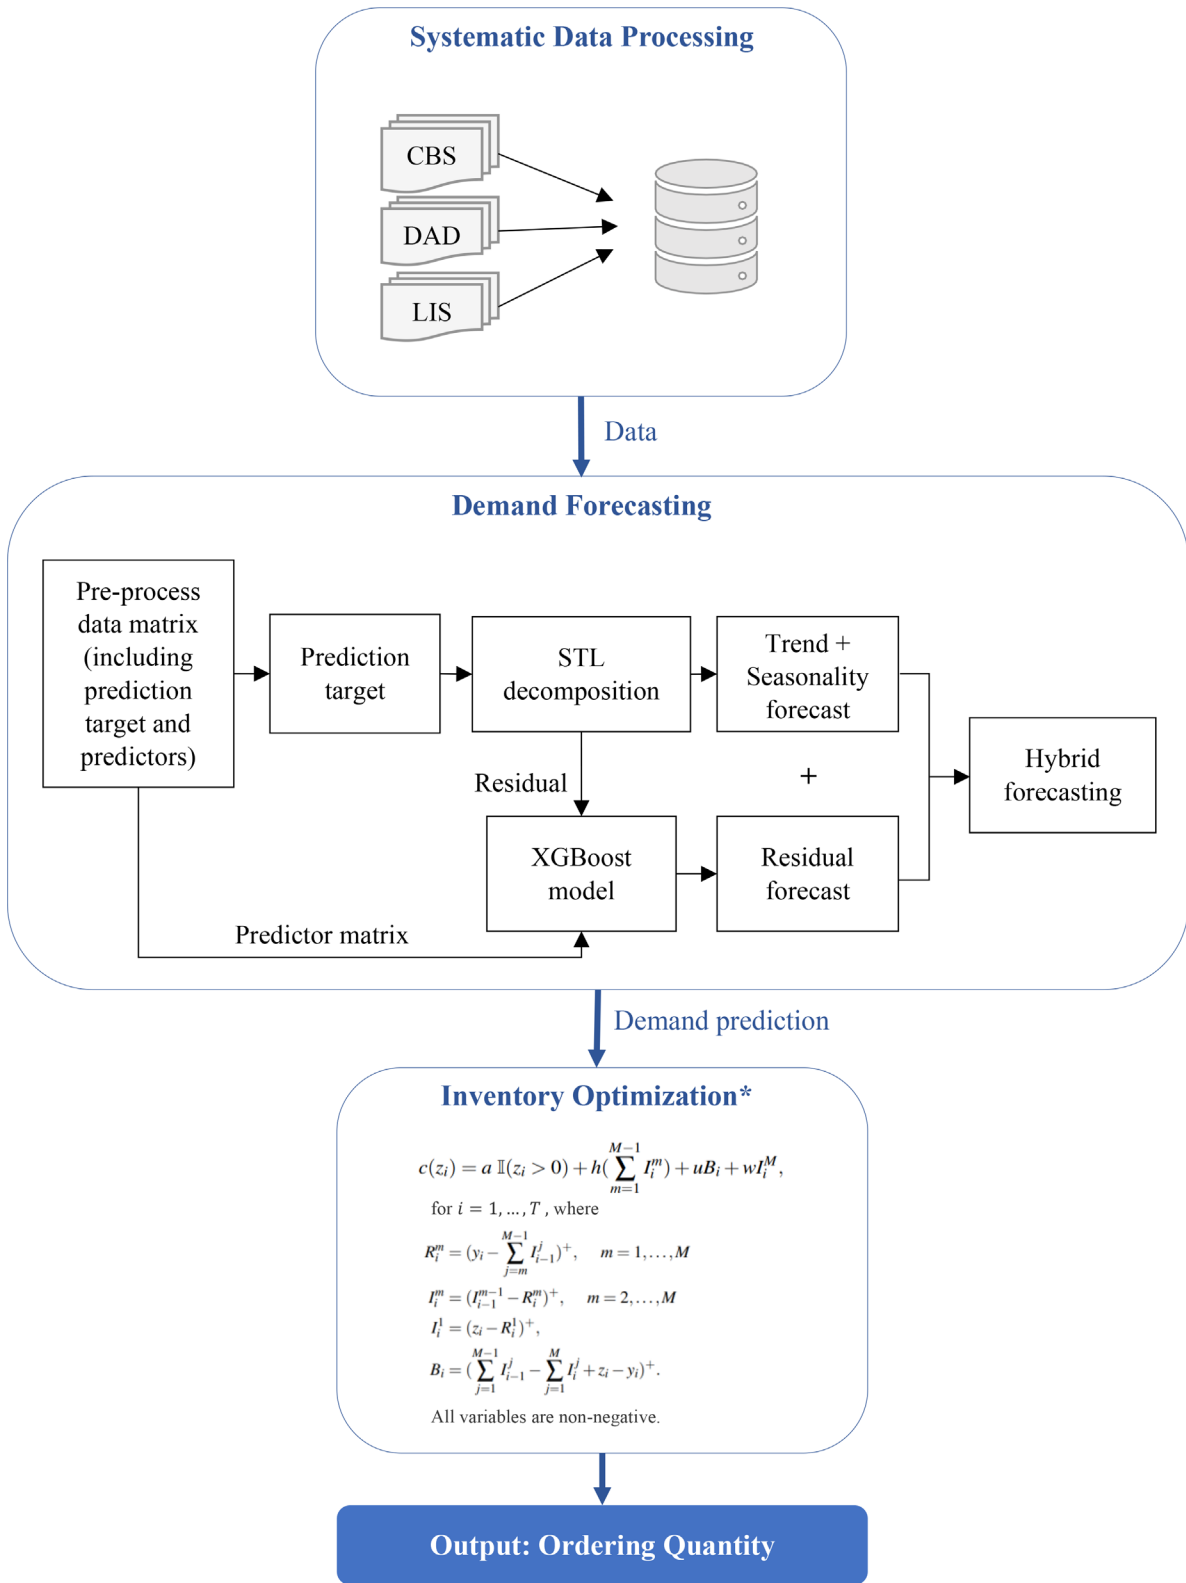 Systematic Data Processing
CBS
DAD
LIS
Data
Demand Forecasting
Pre-process
data matrix
(including
prediction
target and
predictors)
Prediction
target
STL
decomposition
Trend +
Seasonality
forecast
Residual
+
XGBoost
model
Residual
forecast
Hybrid
forecasting
Predictor matrix
Demand prediction
Inventory Optimization*
c(z_i) = a 𝕀(z_i > 0) + h(∑_{m=1}^{M−1} I_i^m) + uB_i + wI_i^M,
for i = 1, ..., T , where
R_i^m = (y_i − ∑_{j=m}^{M−1} I_{i−1}^j)^+, m = 1,...,M
I_i^m = (I_{i−1}^{m−1} − R_i^m)^+, m = 2,...,M
I_i^1 = (z_i − R_i^1)^+,
B_i = (∑_{j=1}^{M−1} I_{i−1}^j − ∑_{j=1}^{M} I_i^j + z_i − y_i)^+.
All variables are non-negative.
Output: Ordering Quantity